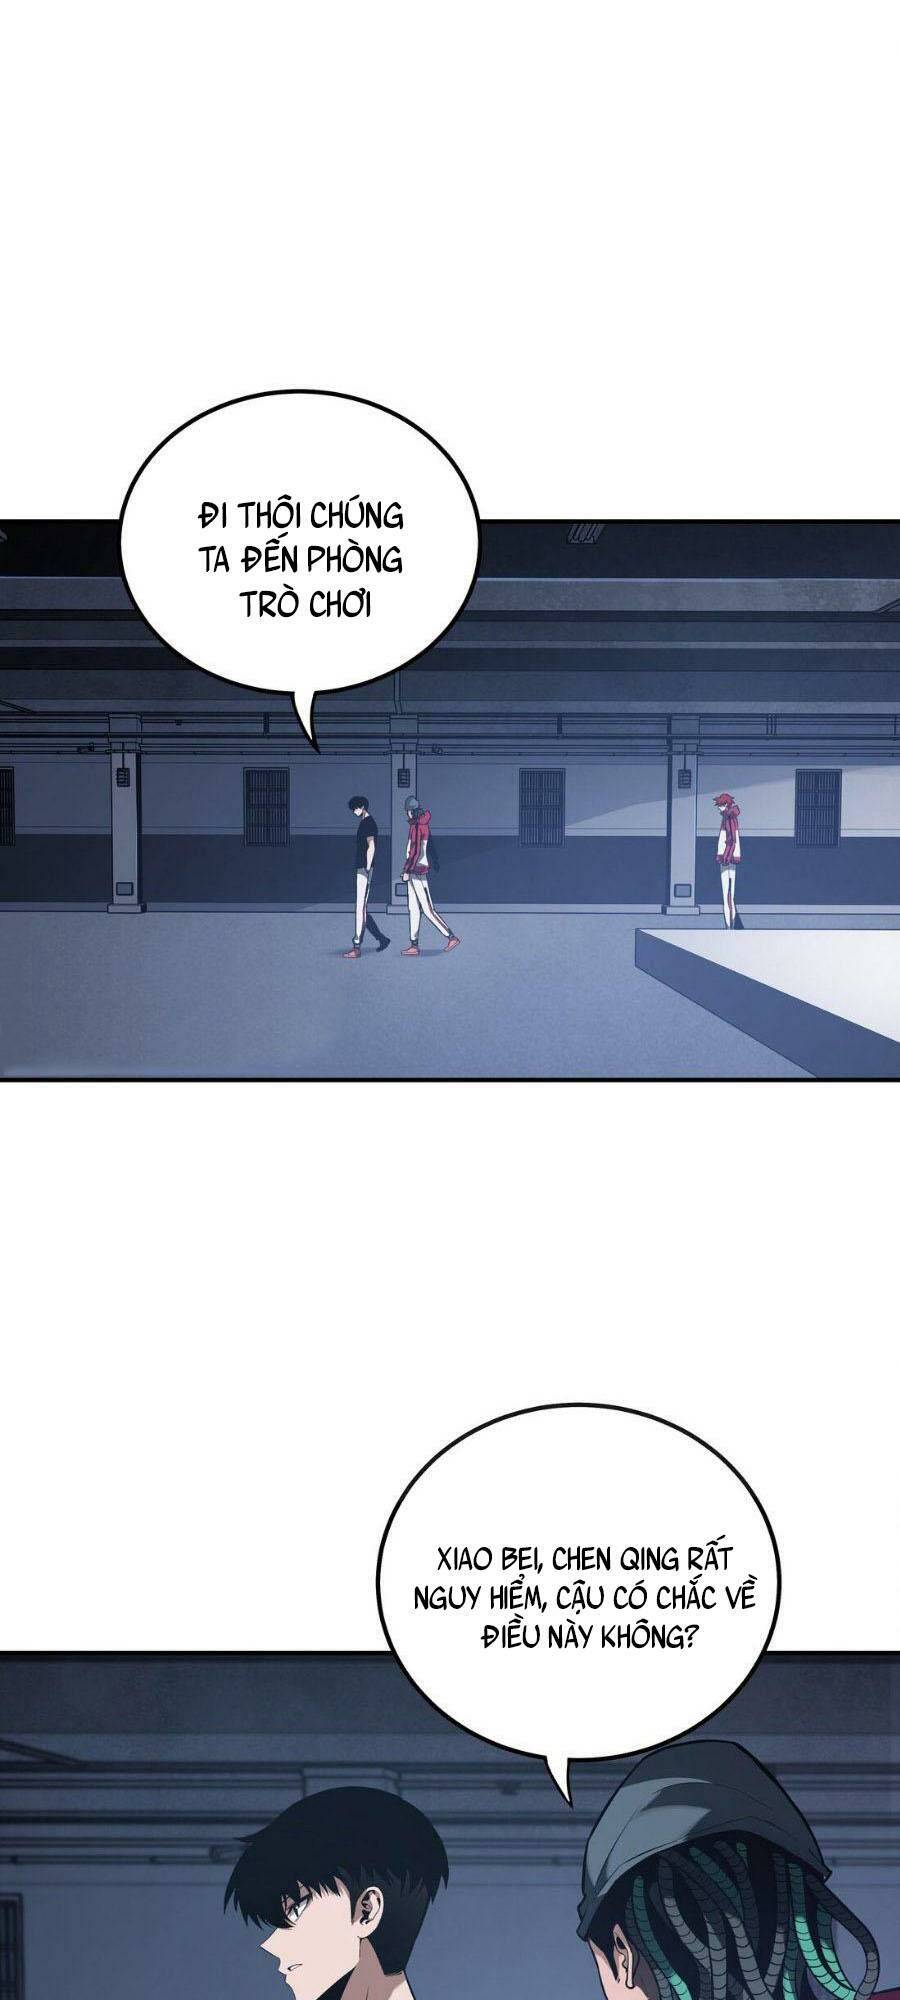 ĐI THÔI CHÚNG
TA ĐẾN PHÒNG
TRÒ CHƠI
XIAO BEI, CHEN QING RẤT
NGUY HIỂM, CẬU CÓ CHẮC VỀ
ĐIỀU NÀY KHÔNG?